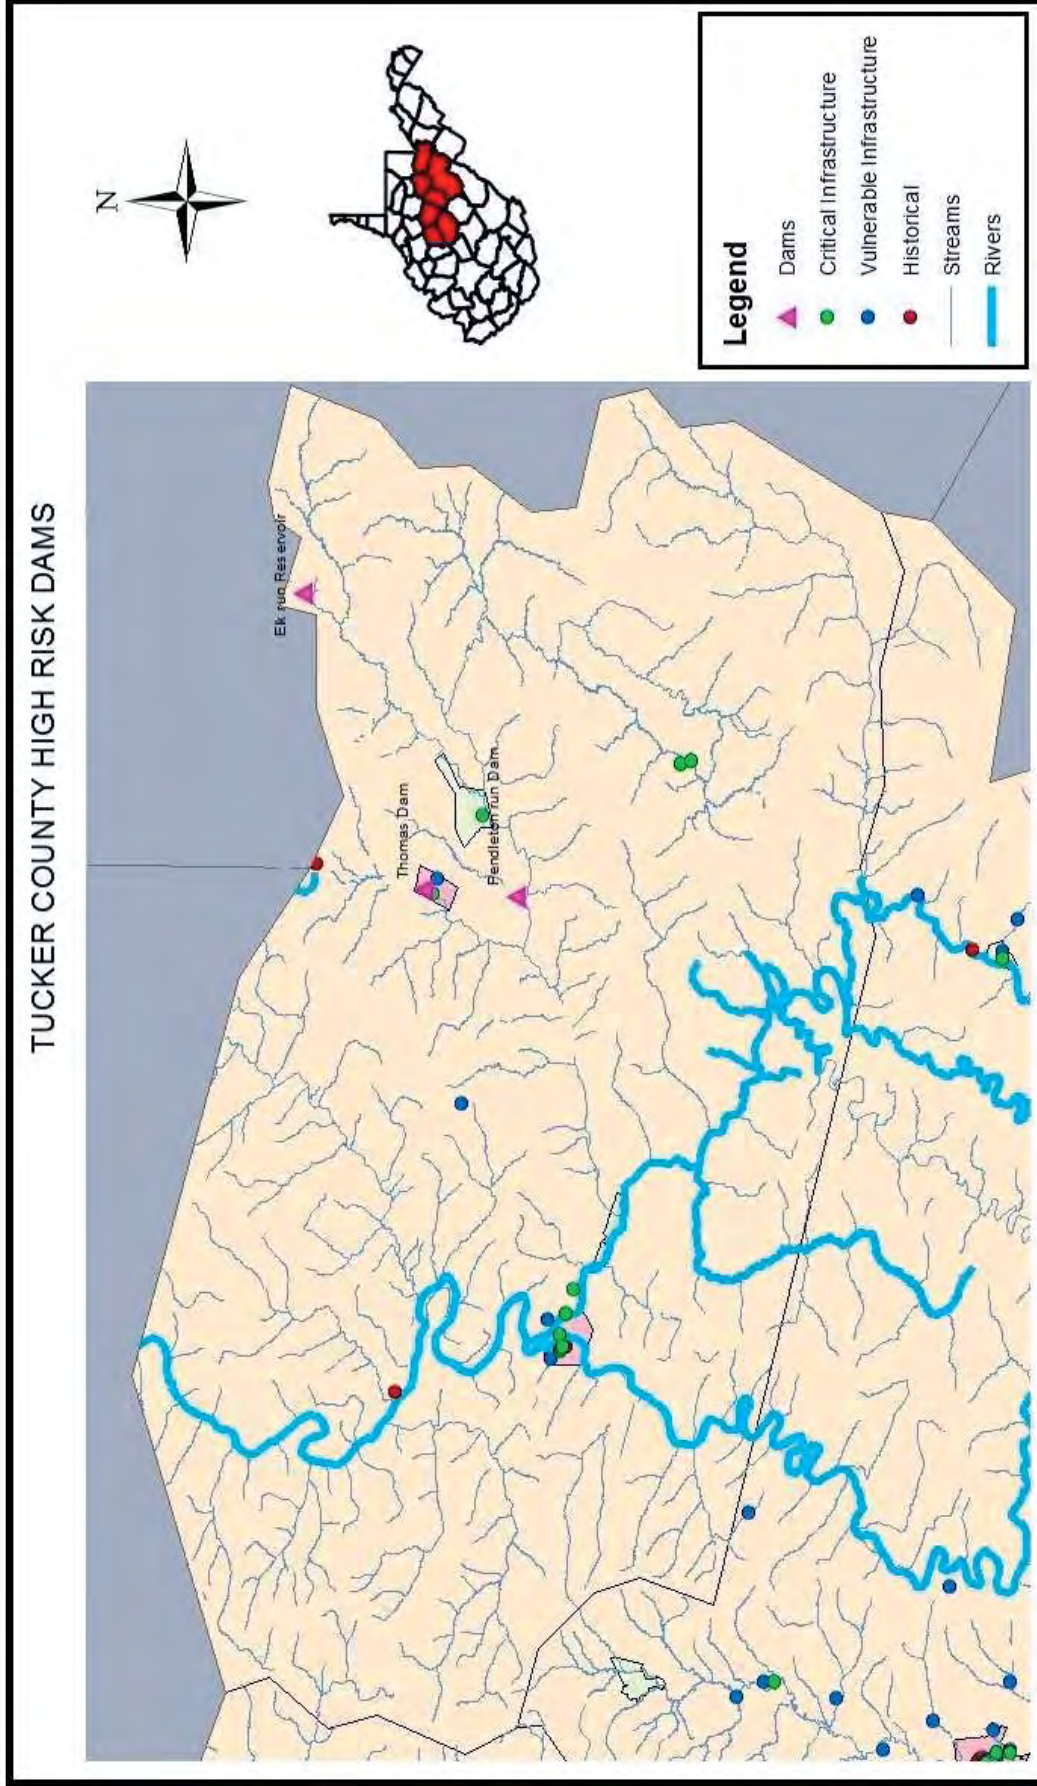 TUCKER COUNTY HIGH RISK DAMS
Elk run Reservoir
Thomas Dam
Pendleton run Dam
N
Legend
Dams
Critical Infrastructure
Vulnerable Infrastructure
Historical
Streams
Rivers